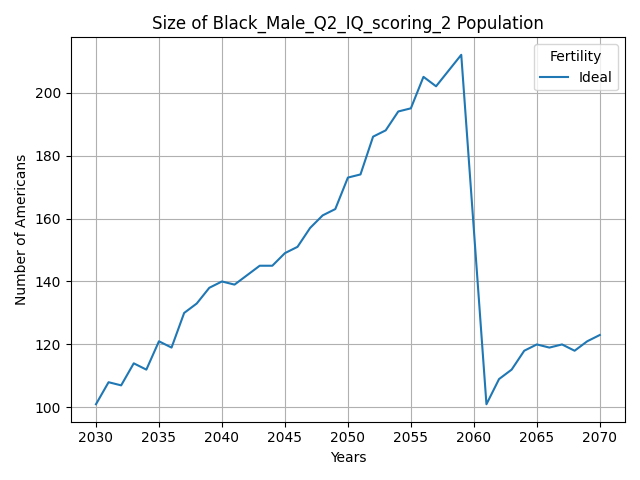 Size of Black_Male_Q2_IQ_scoring_2 Population
Fertility
Ideal
Number of Americans
200
180
160
140
120
100
2030 2035 2040 2045 2050 2055 2060 2065 2070
Years